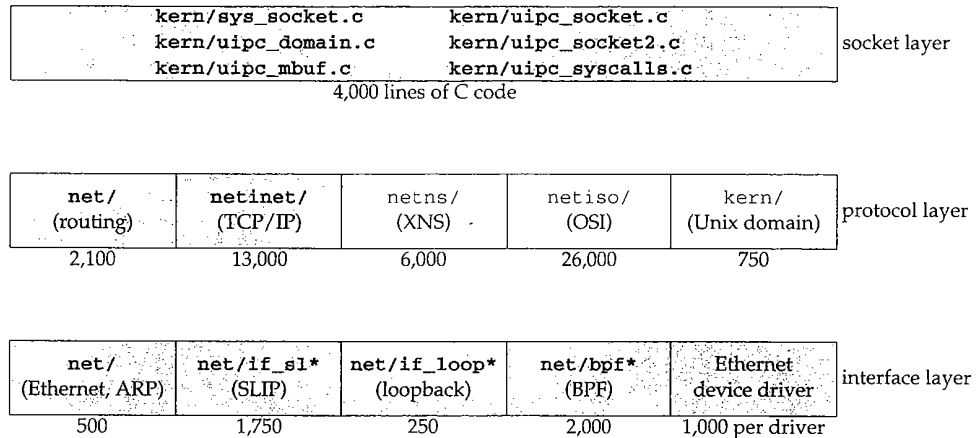 kern/sys_socket.c kern/uipc_socket.c
kern/uipc_domain.c kern/uipc_socket2.c
kern/uipc_mbuf.c kern/uipc_syscalls.c
socket layer
4,000 lines of C code
net/ netinet/ netns/ netiso/ kern/
(routing) (TCP/IP) (XNS) (OSI) (Unix domain)
protocol layer
2,100 13,000 6,000 26,000 750
net/ net/if_sl* net/if_loop* net/bpf* Ethernet
(Ethernet, ARP) (SLIP) (loopback) (BPF) device driver
interface layer
500 1,750 250 2,000 1,000 per driver